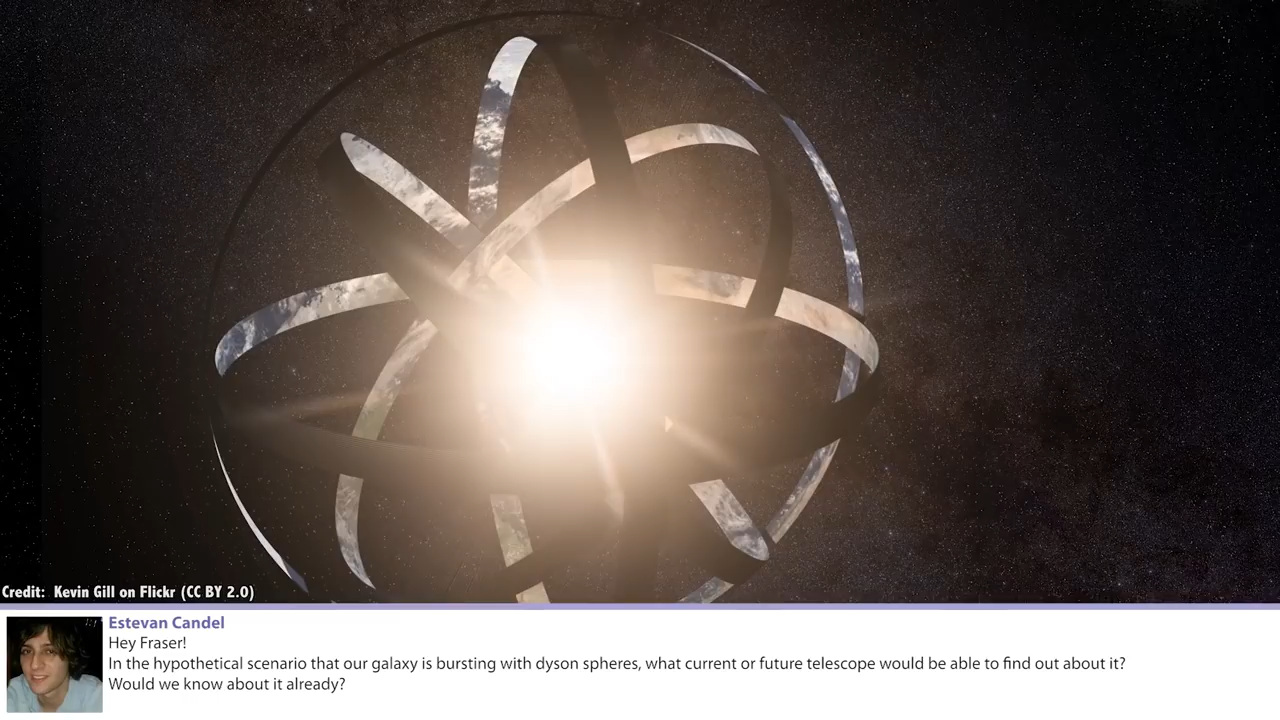 Credit: Kevin Gill on Flickr (CC BY 2.0)
Estevan Candel
Hey Fraser!
In the hypothetical scenario that our galaxy is bursting with dyson spheres, what current or future telescope would be able to find out about it?
Would we know about it already?